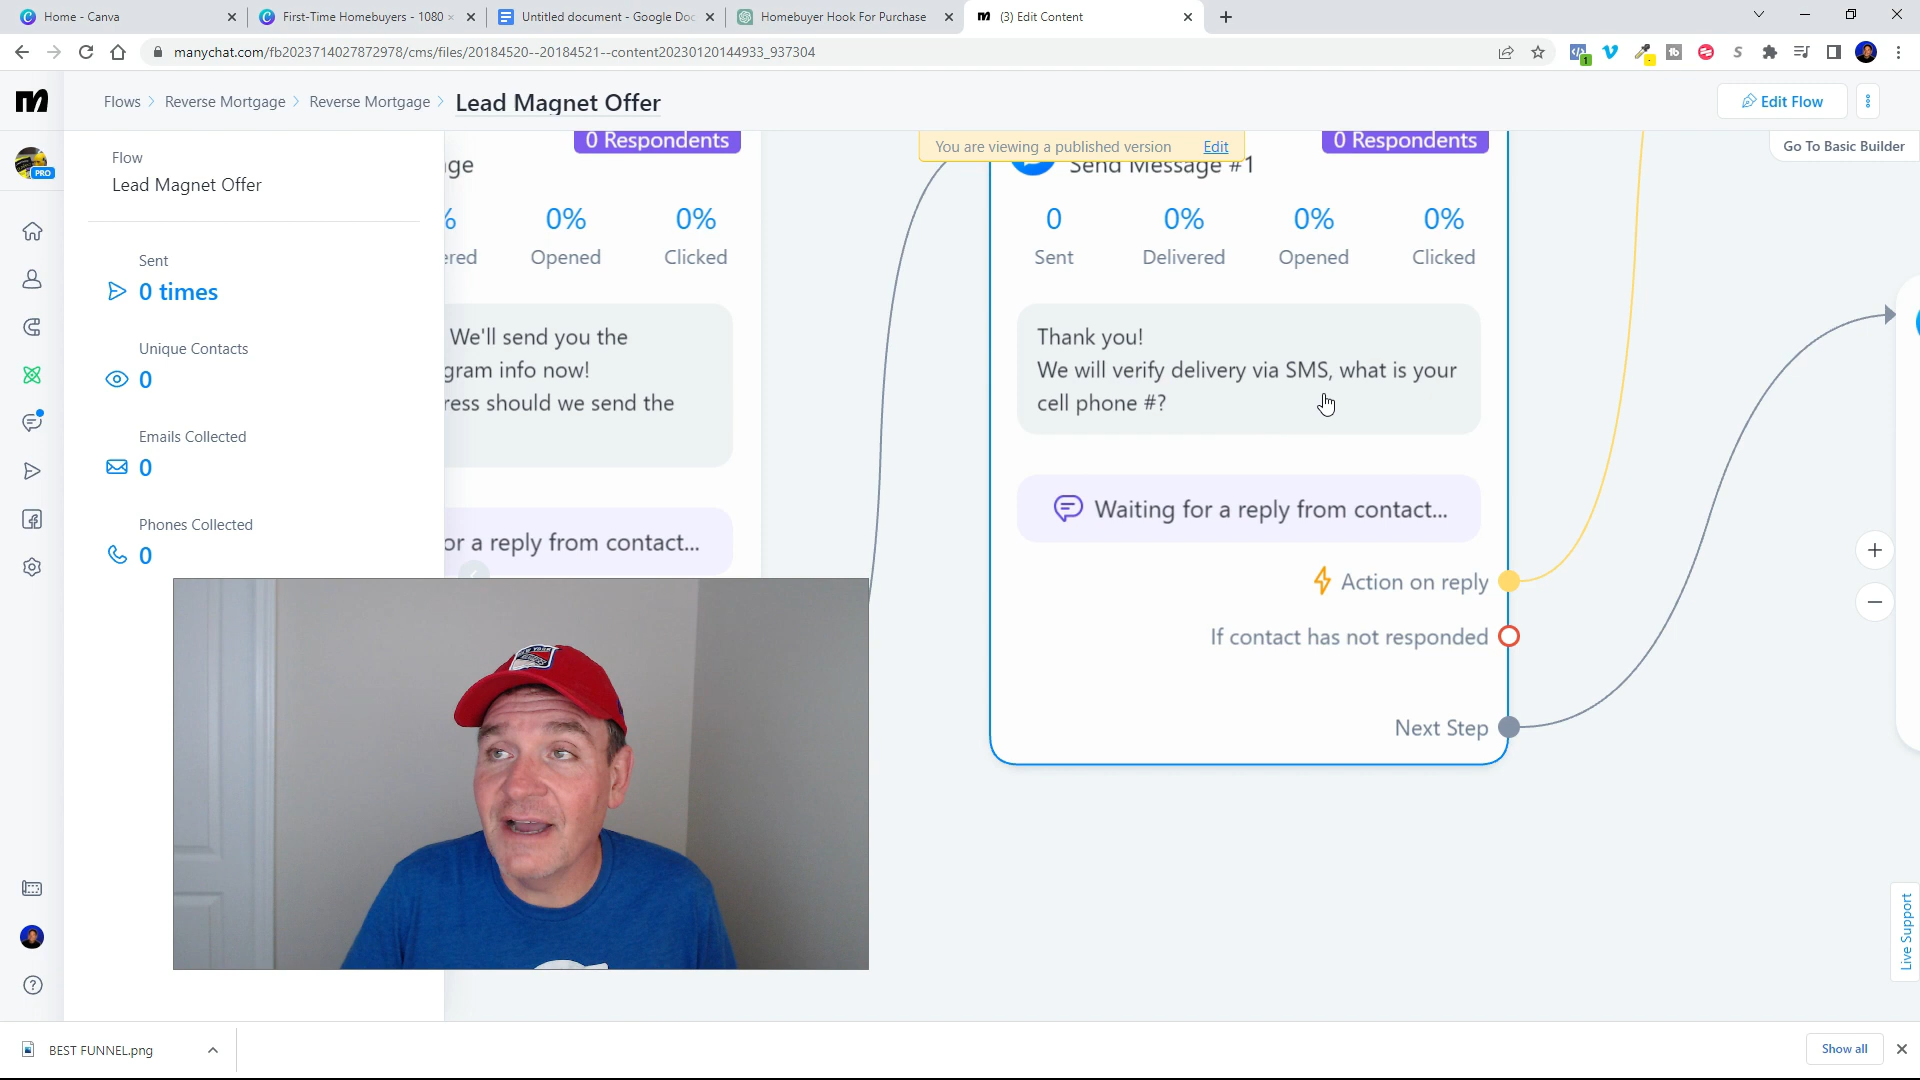 Home - Canva
First-Time Homebuyers - 1080
Untitled document - Google Doc
Homebuyer Hook For Purchase
(3) Edit Content
manychat.com/fb2023714027872978/cms/files/20184520--20184521--content20230120144933_937304
Flows
Reverse Mortgage
Reverse Mortgage
Lead Magnet Offer
Edit Flow
PRO
Flow
Lead Magnet Offer
Sent
0 times
Unique Contacts
0
Emails Collected
0
Phones Collected
0
0 Respondents
You are viewing a published version
Edit
0 Respondents
Go To Basic Builder
Send Message #1
0%
Opened
0%
Clicked
0
Sent
0%
Delivered
0%
Opened
0%
Clicked
We'll send you the
gram info now!
ress should we send the
or a reply from contact...
Thank you!
We will verify delivery via SMS, what is your
cell phone #?
Waiting for a reply from contact...
Action on reply
If contact has not responded
Next Step
NEW YORK
Live Support
BEST FUNNEL.png
Show all